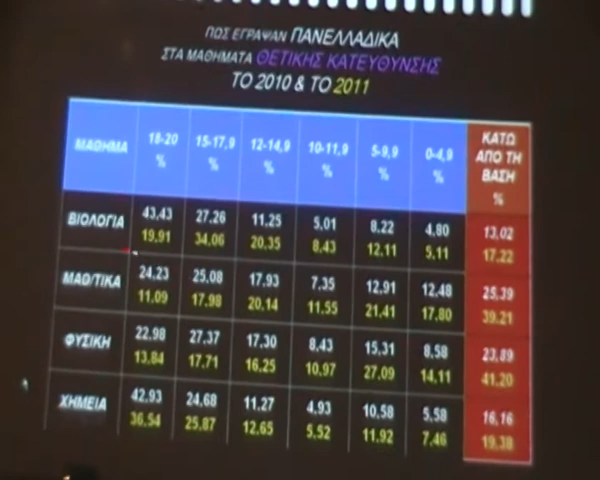 ΠΩΣ ΕΓΡΑΨΑΝ ΠΑΝΕΛΛΑΔΙΚΑ
ΣΤΑ ΜΑΘΗΜΑΤΑ ΘΕΤΙΚΗΣ ΚΑΤΕΥΘΥΝΣΗΣ
ΤΟ 2010 & ΤΟ 2011
ΜΑΘΗΜΑ 18-20 % 15-17,9 % 12-14,9 % 10-11,9 % 5-9,9 % 0-4,9 % ΚΑΤΩ ΑΠΟ ΤΗ ΒΑΣΗ %
ΒΙΟΛΟΓΙΑ 43,43 27,26 11,25 5,01 8,22 4,80 13,02
19,91 34,06 20,35 8,43 12,11 5,11 17,22
ΜΑΘ/ΤΙΚΑ 24,23 25,08 17,93 7,35 12,91 12,48 25,39
11,09 17,98 20,14 11,55 21,41 17,80 39,21
ΦΥΣΙΚΗ 22,98 27,37 17,30 8,43 15,31 8,58 23,89
13,84 17,71 16,25 10,97 27,09 14,11 41,20
ΧΗΜΕΙΑ 42,93 24,68 11,27 4,93 10,58 5,58 16,16
36,54 25,87 12,65 5,52 11,92 7,46 19,38